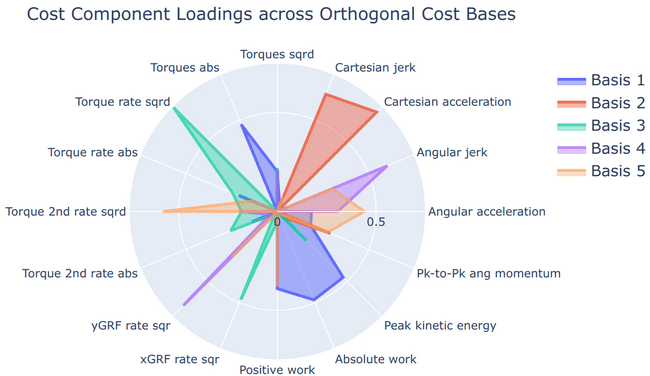 Cost Component Loadings across Orthogonal Cost Bases
Torques sqrd
Torques abs
Cartesian jerk
Torque rate sqrd
Cartesian acceleration
Torque rate abs
Angular jerk
Torque 2nd rate sqrd
Angular acceleration
0
0.5
Torque 2nd rate abs
Pk-to-Pk ang momentum
yGRF rate sqr
Peak kinetic energy
xGRF rate sqr
Absolute work
Positive work
Basis 1
Basis 2
Basis 3
Basis 4
Basis 5